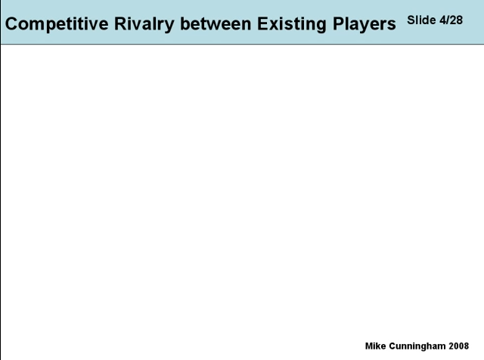 Competitive Rivalry between Existing Players Slide 4/28
Mike Cunningham 2008